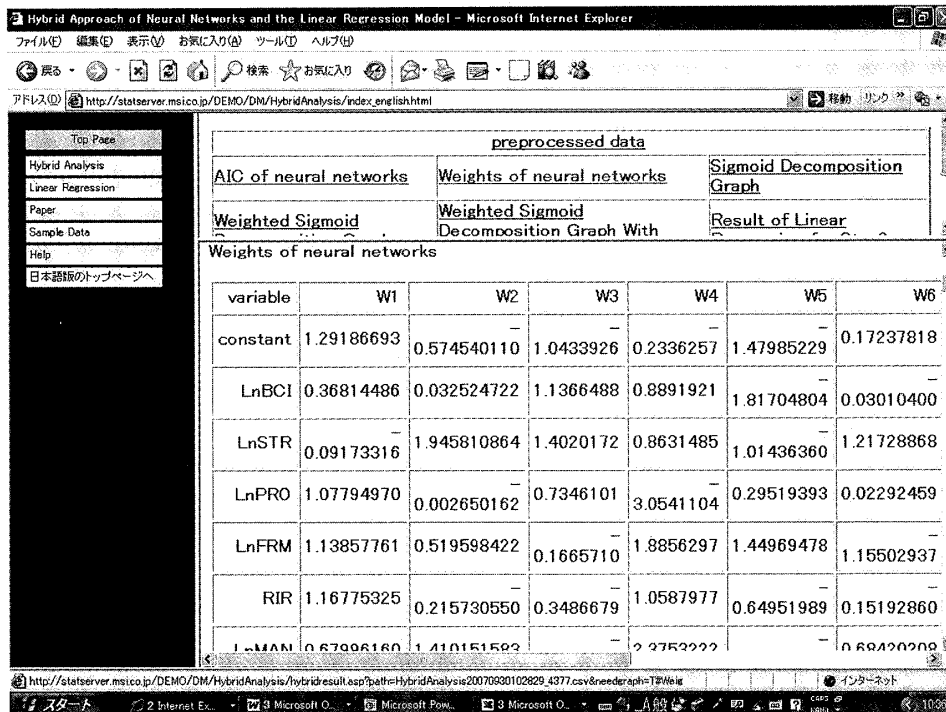 Hybrid Approach of Neural Networks and the Linear Regression Model - Microsoft Internet Explorer
ファイル(F) 編集(E) 表示(V) お気に入り(A) ツール(T) ヘルプ(H)
戻る 検索 お気に入り
アドレス(D) http://statserver.msi.co.jp/DEMO/DM/HybridAnalysis/index_english.html 移動 リンク »
Top Page
Hybrid Analysis
Linear Regression
Paper
Sample Data
Help
日本語版のトップページへ
preprocessed data
AIC of neural networks Weights of neural networks Sigmoid Decomposition Graph
Weighted Sigmoid Weighted Sigmoid Decomposition Graph With Result of Linear
Weights of neural networks
variable W1 W2 W3 W4 W5 W6
constant 1.29186693 −0.574540110 −1.0433926 −0.2336257 −1.47985229 0.17237818
LnBCI 0.36814486 0.032524722 1.1366488 0.8891921 −1.81704804 −0.03010400
LnSTR −0.09173316 1.945810864 1.4020172 0.8631485 −1.01436360 1.21728868
LnPRO 1.07794970 −0.002650162 0.7346101 −3.0541104 0.29519393 0.02292459
LnFRM 1.13857761 0.519598422 −0.1665710 1.8856297 1.44969478 −1.15502937
RIR 1.16775325 −0.215730550 −0.3486679 1.0587977 −0.64951989 −0.15192860
LnMAN 0.67996160 1.410151583 − 2.3753222 − 0.68420208
http://statserver.msi.co.jp/DEMO/DM/HybridAnalysis/hybridresult.asp?path=HybridAnalysis20070930102829_4377.csv&needgraph=T#Weig インターネット
スタート 2 Internet Ex... 3 Microsoft O... Microsoft Pow... 3 Microsoft O... A 般